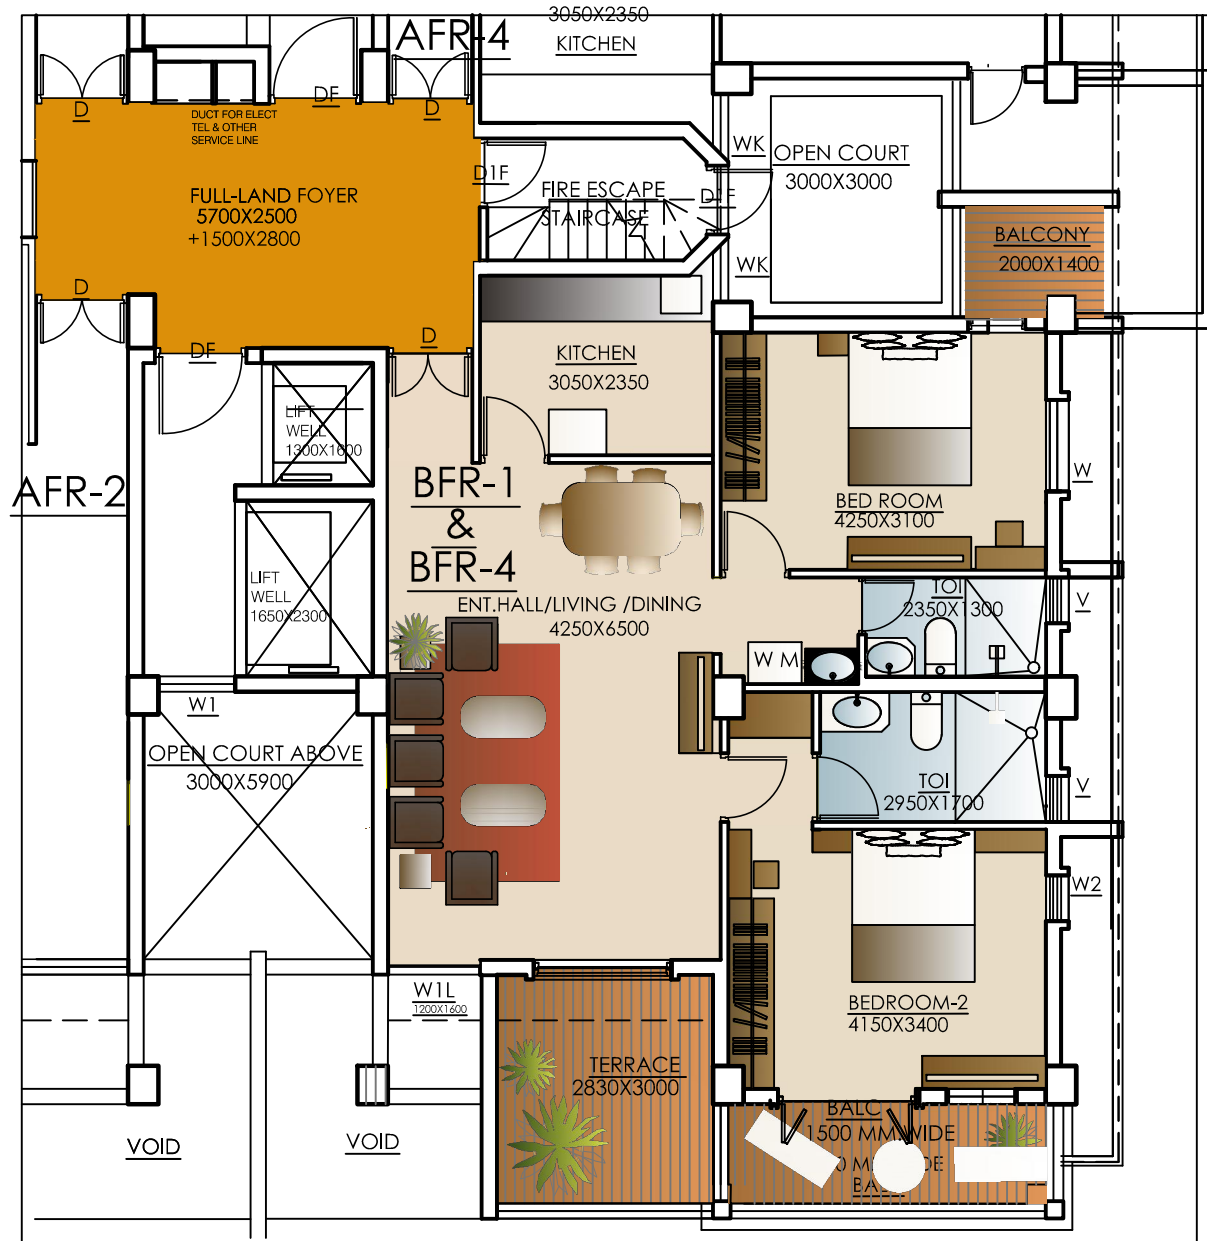 3050X2350
KITCHEN
AFR-4
D
DF
D
DUCT FOR ELECT
TEL & OTHER
SERVICE LINE
WK
OPEN COURT
3000X3000
D1F
FIRE ESCAPE
STAIRCASE
FULL-LAND FOYER
5700X2500
+1500X2800
BALCONY
2000X1400
WK
D
D
DF
KITCHEN
3050X2350
LIFT
WELL
1300X1600
AFR-2
BFR-1
&
BFR-4
BED ROOM
4250X3100
W
LIFT
WELL
1650X2300
ENT.HALL/LIVING /DINING
4250X6500
TOI
2350X1300
V
W M
W1
OPEN COURT ABOVE
3000X5900
TOI
2950X1700
V
W2
W1L
1200X1600
BEDROOM-2
4150X3400
TERRACE
2830X3000
BALC
1500 MM.WIDE
VOID
VOID